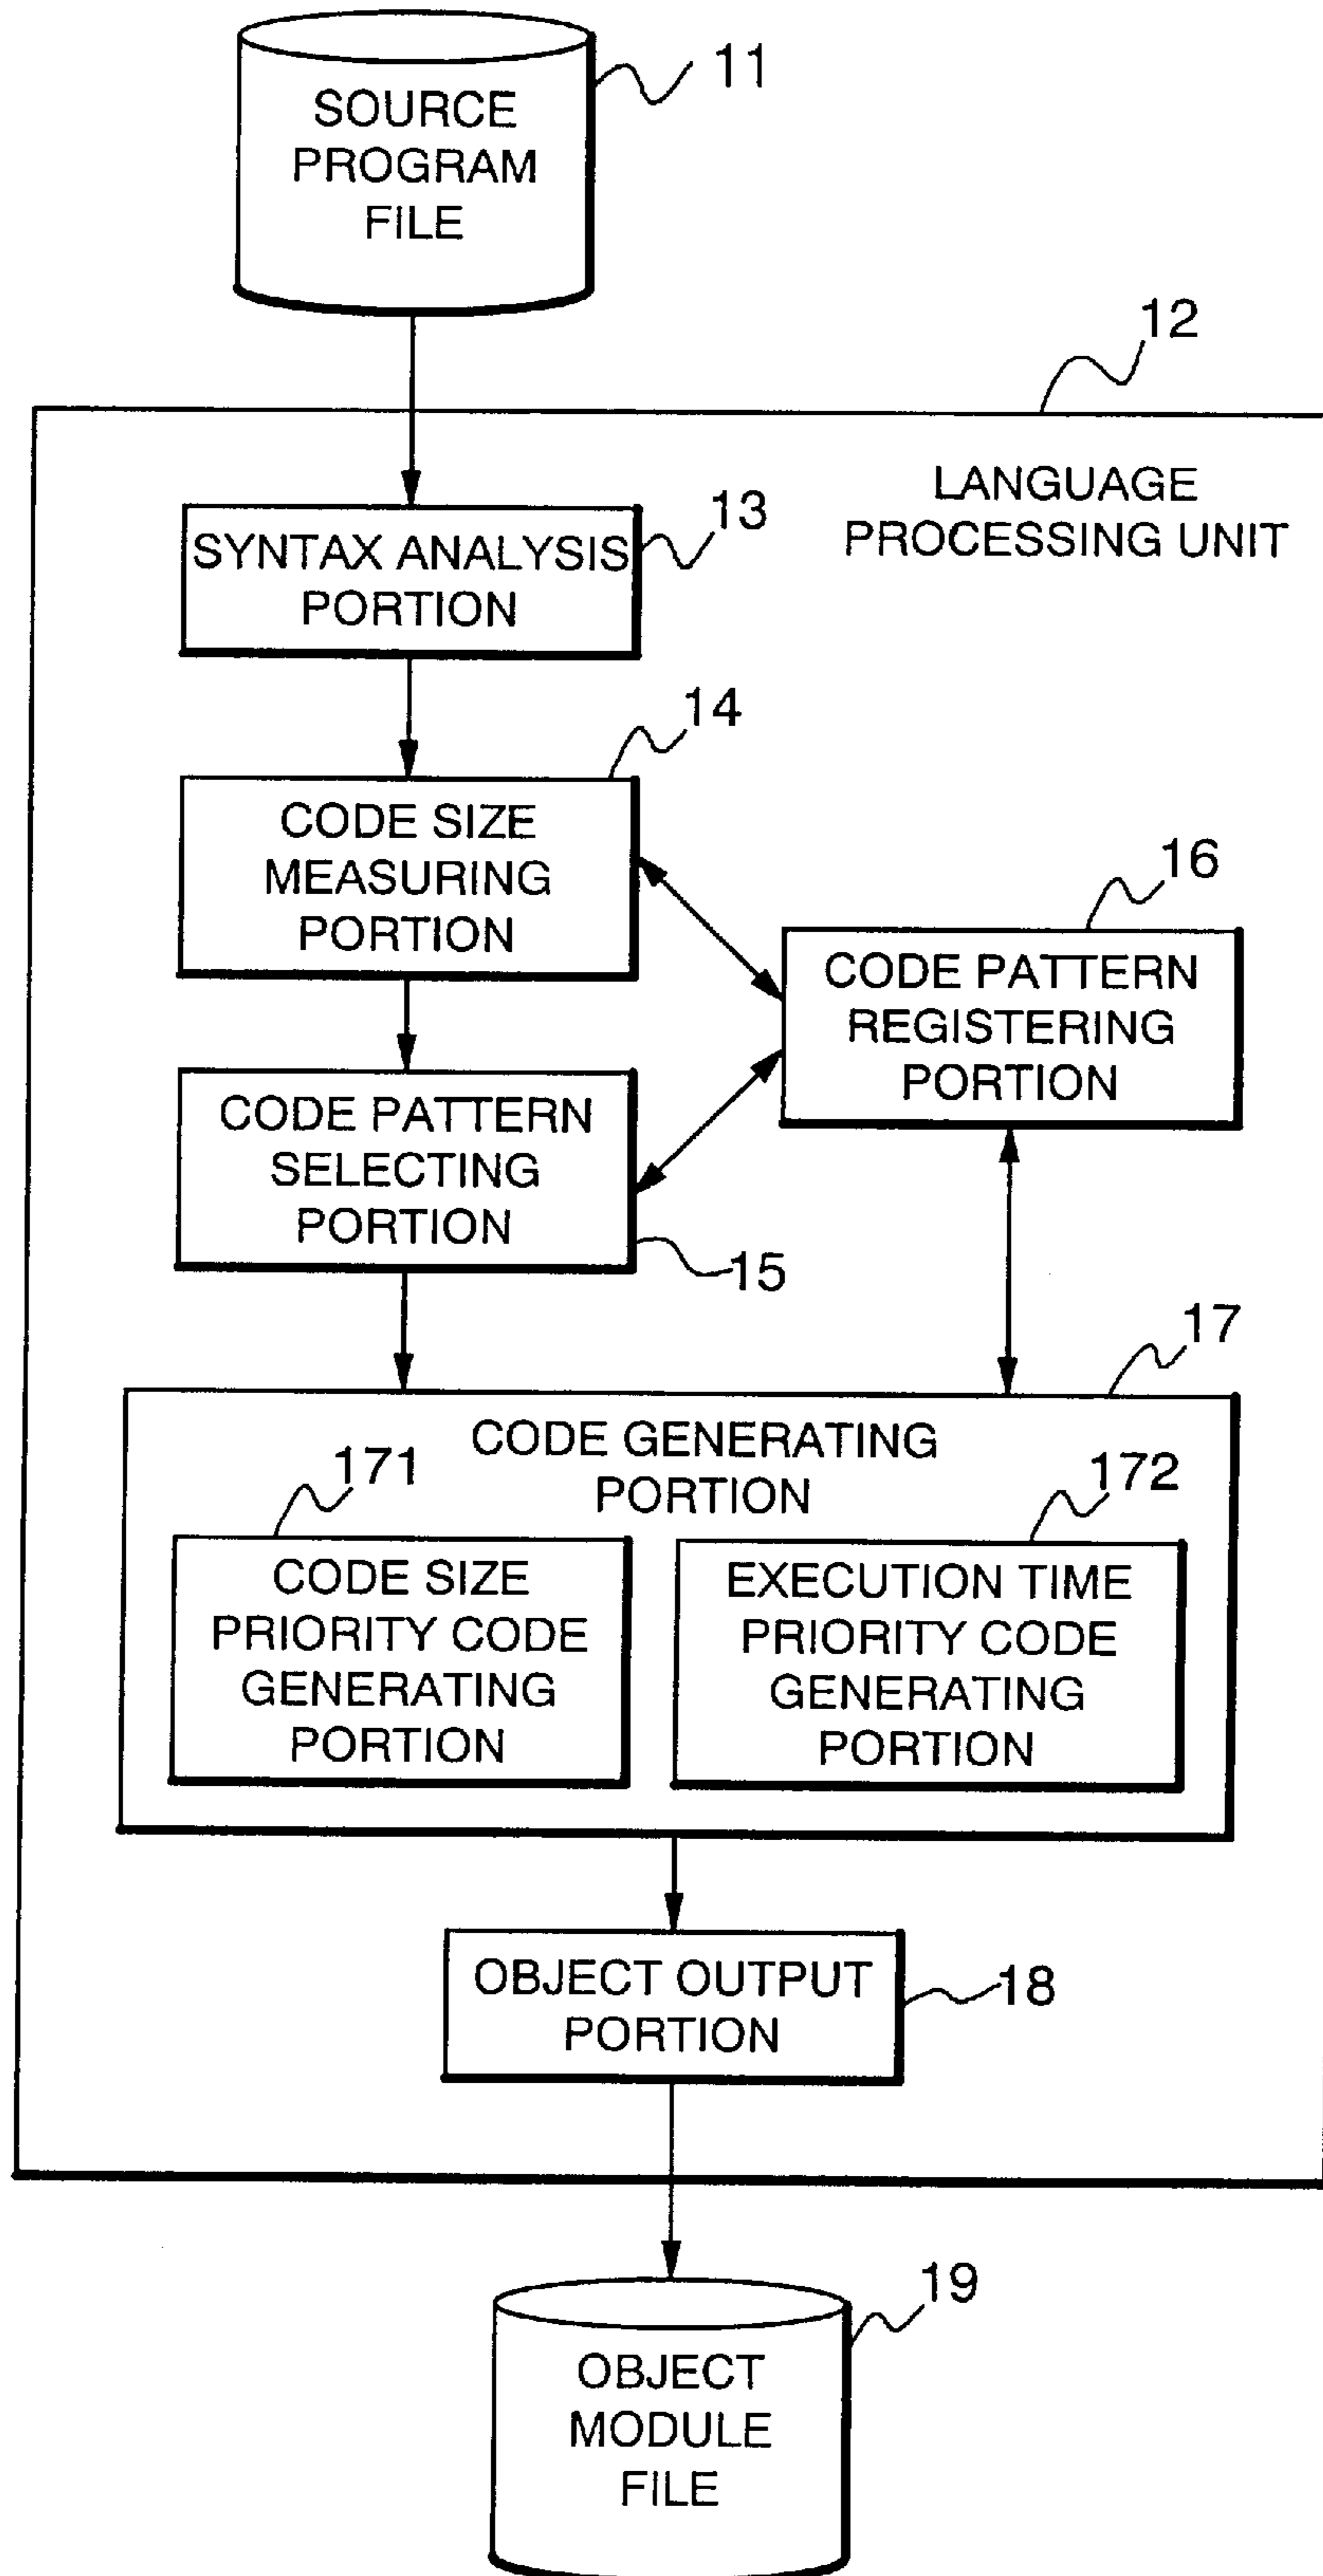 SOURCE
PROGRAM
FILE
11
12
LANGUAGE
PROCESSING UNIT
SYNTAX ANALYSIS
PORTION
13
14
CODE SIZE
MEASURING
PORTION
16
CODE PATTERN
REGISTERING
PORTION
CODE PATTERN
SELECTING
PORTION
15
17
CODE GENERATING
PORTION
171
172
CODE SIZE
PRIORITY CODE
GENERATING
PORTION
EXECUTION TIME
PRIORITY CODE
GENERATING
PORTION
OBJECT OUTPUT
PORTION
18
19
OBJECT
MODULE
FILE